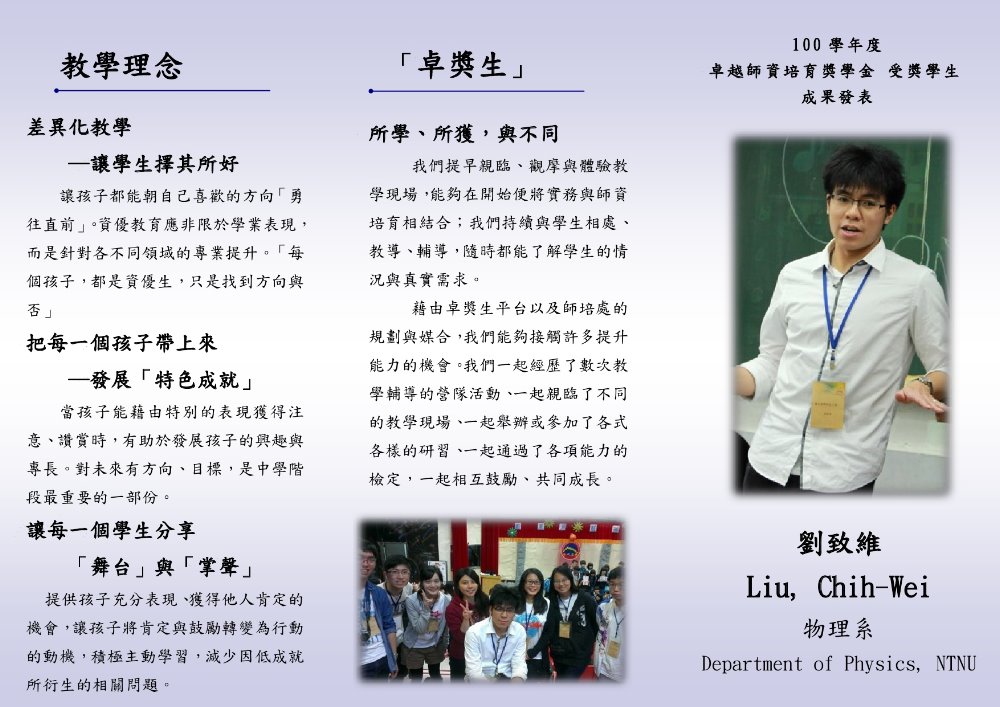 教學理念
差異化教學
—讓學生擇其所好
讓孩子都能朝自己喜歡的方向「勇
往直前」。資優教育應非限於學業表現，
而是針對各不同領域的專業提升。「每
個孩子，都是資優生，只是找到方向與
否」
把每一個孩子帶上來
—發展「特色成就」
當孩子能藉由特別的表現獲得注
意、讚賞時，有助於發展孩子的興趣與
專長。對未來有方向、目標，是中學階
段最重要的一部份。
讓每一個學生分享
「舞台」與「掌聲」
提供孩子充分表現、獲得他人肯定的
機會，讓孩子將肯定與鼓勵轉變為行動
的動機，積極主動學習，減少因低成就
所衍生的相關問題。
「卓獎生」
所學、所獲，與不同
我們提早親臨、觀摩與體驗教
學現場，能夠在開始便將實務與師資
培育相結合；我們持續與學生相處、
教導、輔導，隨時都能了解學生的情
況與真實需求。
藉由卓獎生平台以及師培處的
規劃與媒合，我們能夠接觸許多提升
能力的機會。我們一起經歷了數次教
學輔導的營隊活動、一起親臨了不同
的教學現場、一起舉辦或參加了各式
各樣的研習、一起通過了各項能力的
檢定，一起相互鼓勵、共同成長。
100 學年度
卓越師資培育獎學金 受獎學生
成果發表
劉致維
Liu, Chih-Wei
物理系
Department of Physics, NTNU